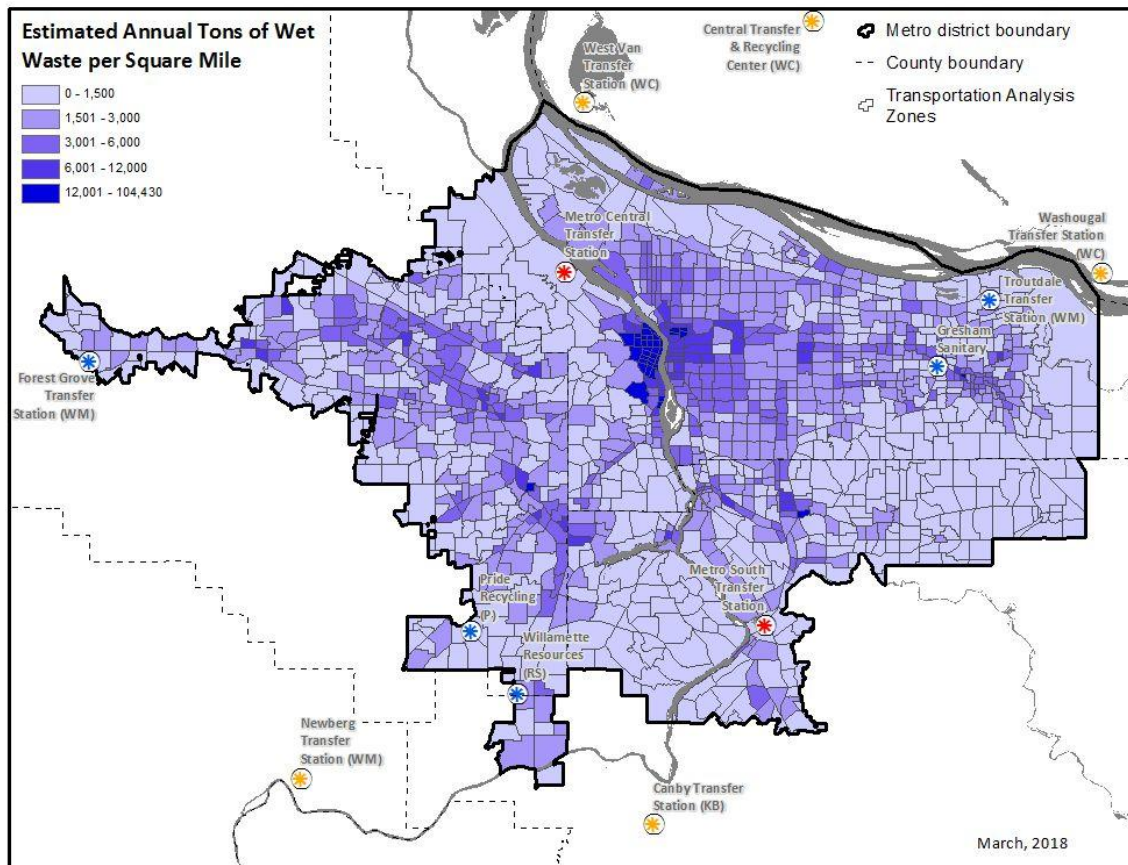 Estimated Annual Tons of Wet
Waste per Square Mile
0 - 1,500
1,501 - 3,000
3,001 - 6,000
6,001 - 12,000
12,001 - 104,430
West Van
Transfer
Station (WC)
Central Transfer
& Recycling
Center (WC)
Metro district boundary
County boundary
Transportation Analysis
Zones
Metro Central
Transfer
Station
Washougal
Transfer Station
(WC)
Troutdale
Transfer
Station (WM)
Gresham
Sanitary
Forest Grove
Transfer
Station (WM)
Pride
Recycling
(P)
Metro South
Transfer
Station
Willamette
Resources
(RS)
Newberg
Transfer
Station (WM)
Canby Transfer
Station (KB)
March, 2018